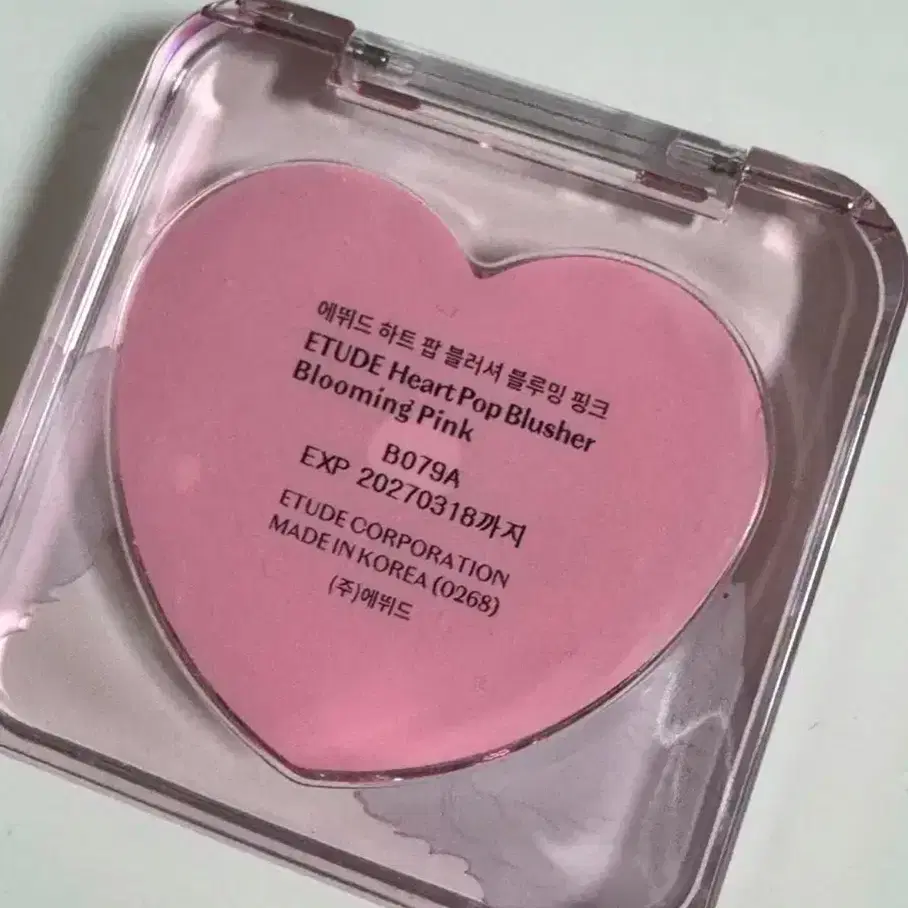 에뛰드 하트 팝 블러셔 블루밍 핑크
ETUDE Heart Pop Blusher
Blooming Pink
B079A
EXP 20270318까지
ETUDE CORPORATION
MADE IN KOREA (0268)
(주)에뛰드